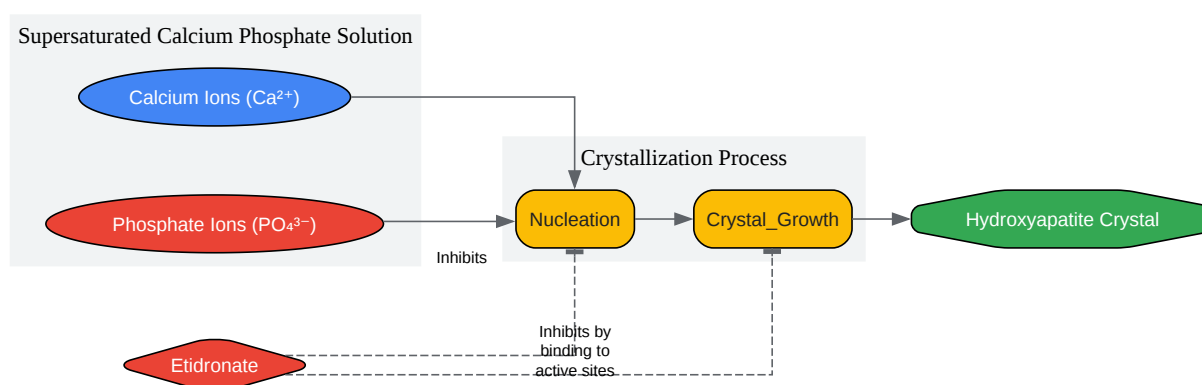 Supersaturated Calcium Phosphate Solution
Calcium Ions (Ca²⁺)
Crystallization Process
Phosphate Ions (PO₄³⁻)
Nucleation
Crystal_Growth
Hydroxyapatite Crystal
Inhibits
Inhibits by
binding to
active sites
Etidronate